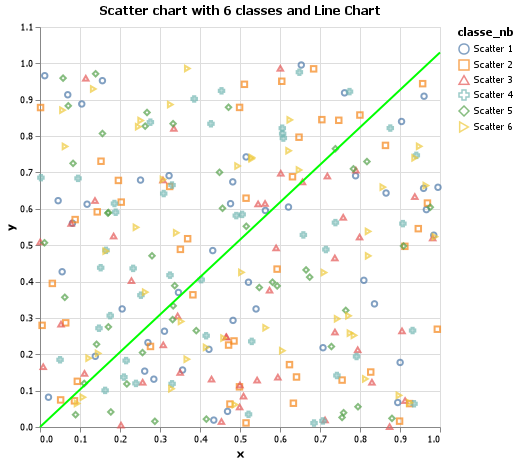 Scatter chart with 6 classes and Line Chart
classe_nb
Scatter 1
Scatter 2
Scatter 3
Scatter 4
Scatter 5
Scatter 6
y
1.1
1.0
0.9
0.8
0.7
0.6
0.5
0.4
0.3
0.2
0.1
0.0
0.0 0.1 0.2 0.3 0.4 0.5 0.6 0.7 0.8 0.9 1.0
x